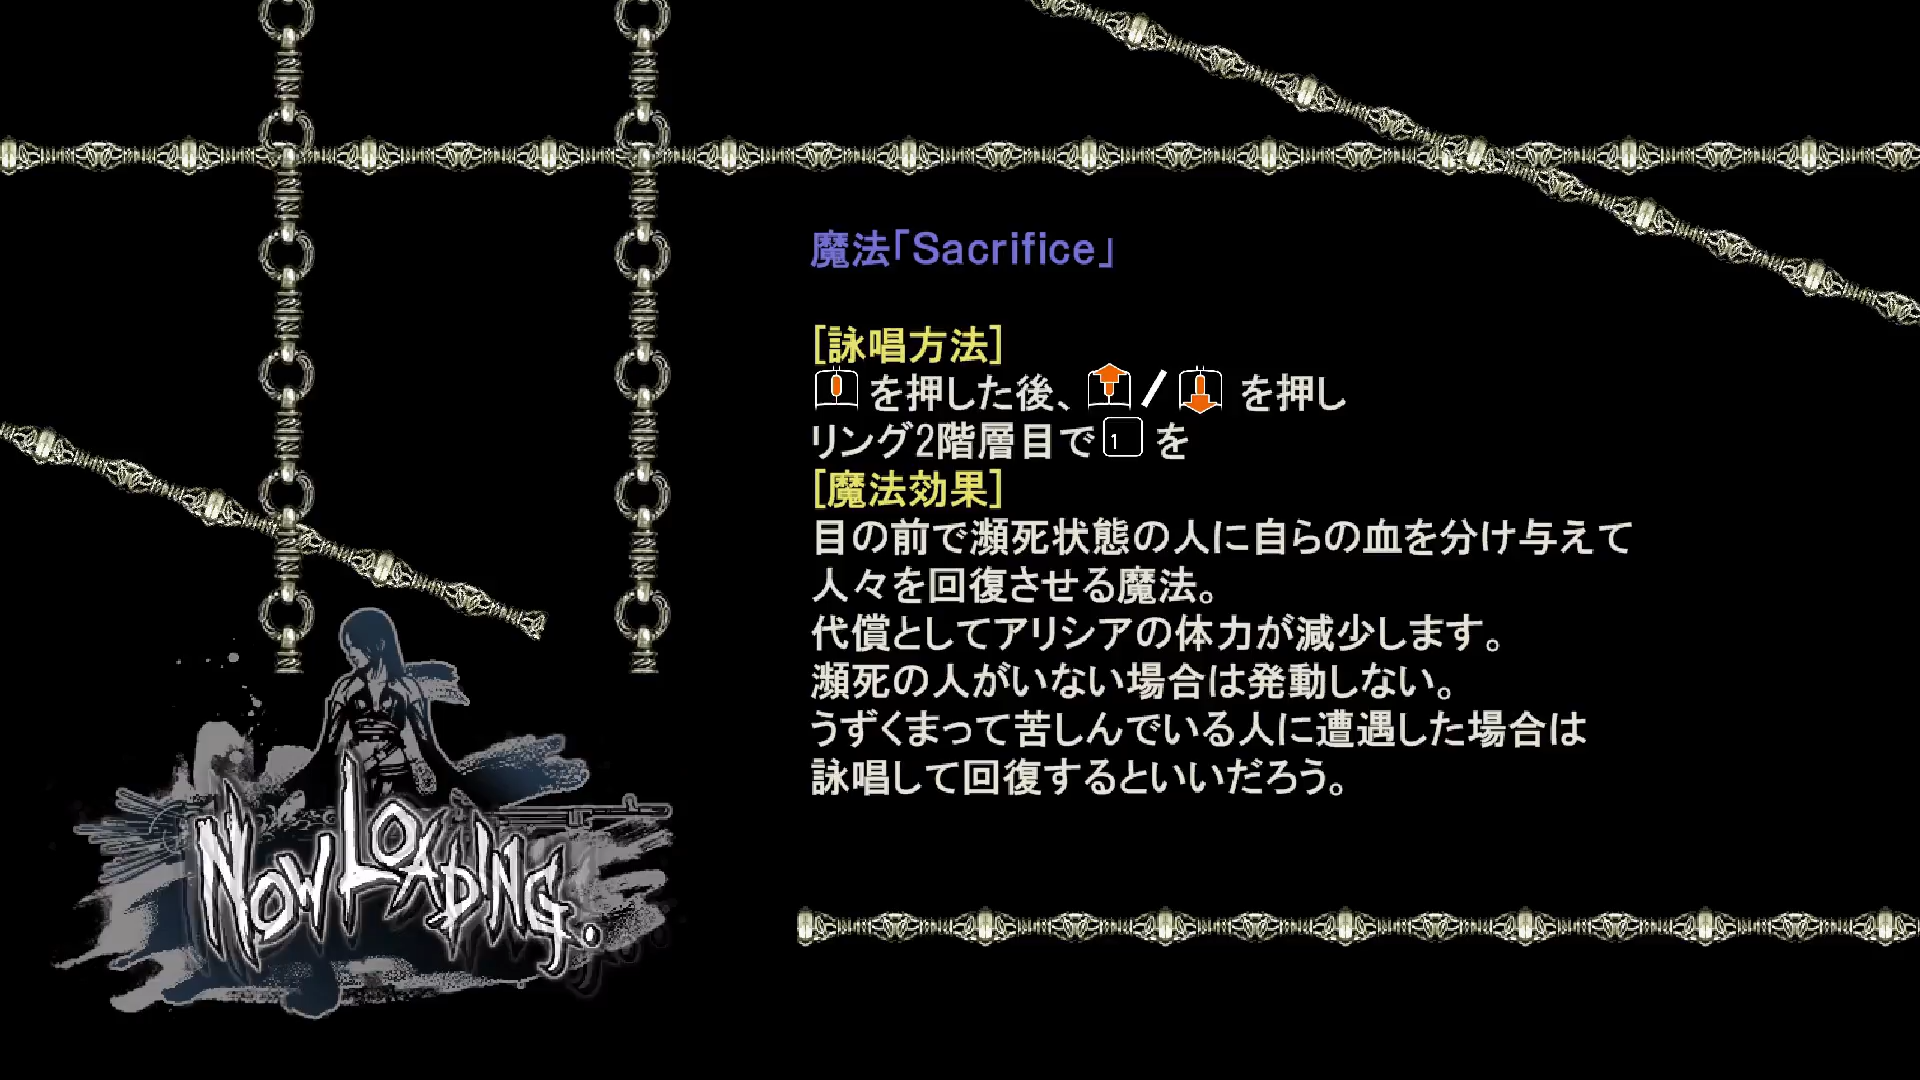 魔法「Sacrifice」
[詠唱方法]
を押した後、 / を押し
リング2階層目で 1 を
[魔法効果]
目の前で瀕死状態の人に自らの血を分け与えて
人々を回復させる魔法。
代償としてアリシアの体力が減少します。
瀕死の人がいない場合は発動しない。
うずくまって苦しんでいる人に遭遇した場合は
詠唱して回復するといいだろう。
NOW LOADING.